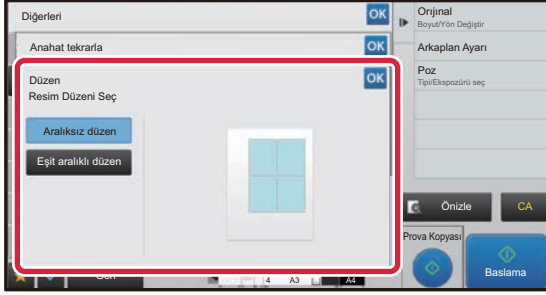 Diğerleri
OK
Anahat tekrarla
OK
Düzen
OK
Resim Düzeni Seç
Aralıksız düzen
Eşit aralıklı düzen
Orijinal
Boyut/Yön Değiştir
Arkaplan Ayarı
Poz
Tipi/Ekspozürü seç
Önizle
CA
Prova Kopyası
Baslama
4
A3
A4